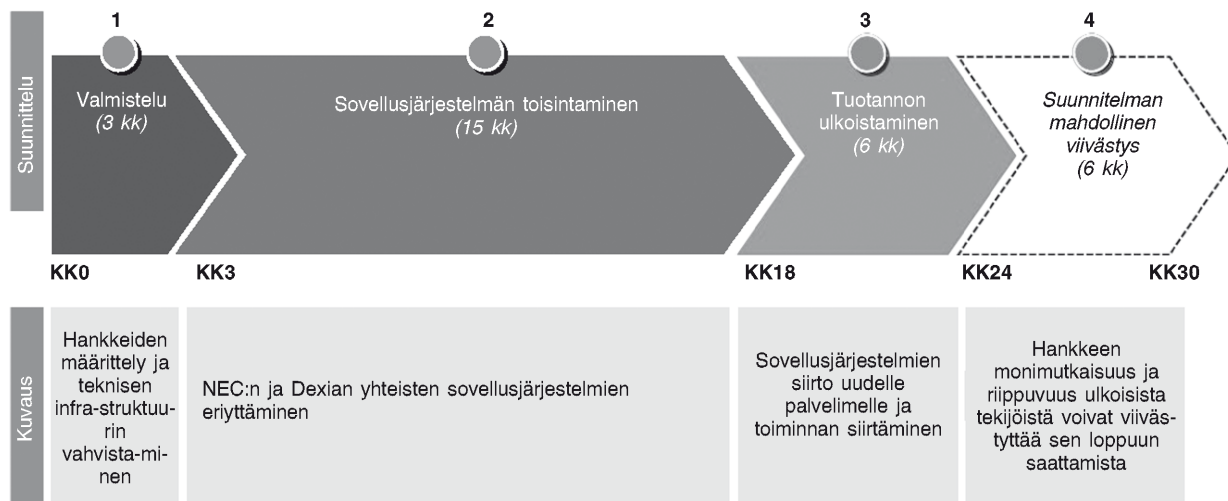 1
2
3
4
Suunnittelu
Valmistelu
(3 kk)
Sovellusjärjestelmän toisintaminen
(15 kk)
Tuotannon
ulkoistaminen
(6 kk)
Suunnitelman
mahdollinen
viivästys
(6 kk)
KK0
KK3
KK18
KK24
KK30
Kuvaus
Hankkeiden
määrittely ja
teknisen
infra-struktuu-
rin
vahvista-mi-
nen
NEC:n ja Dexian yhteisten sovellusjärjestelmien
eriyttäminen
Sovellusjärjestelmien
siirto uudelle
palvelimelle ja
toiminnan siirtäminen
Hankkeen
monimutkaisuus ja
riippuvuus ulkoisista
tekijöistä voivat viiväs-
tyttää sen loppuun
saattamista